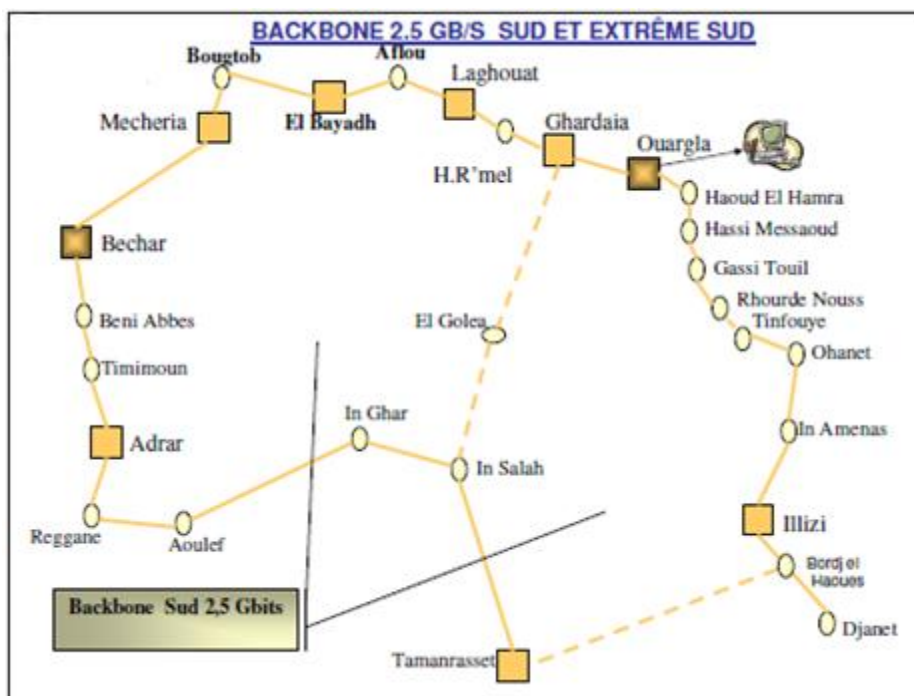 BACKBONE 2.5 GB/S SUD ET EXTRÊME SUD
Bougtob
Aflou
Laghouat
Mecheria
El Bayadh
Ghardaia
Ouargla
H.R’mel
Haoud El Hamra
Hassi Messaoud
Bechar
Gassi Touil
Rhourde Nouss
Beni Abbes
El Golea
Tinfouye
Ohanet
Timimoun
In Ghar
In Amenas
Adrar
In Salah
Reggane
Aoulef
Illizi
Bordj el
Haoues
Backbone Sud 2,5 Gbits
Djanet
Tamanrasset